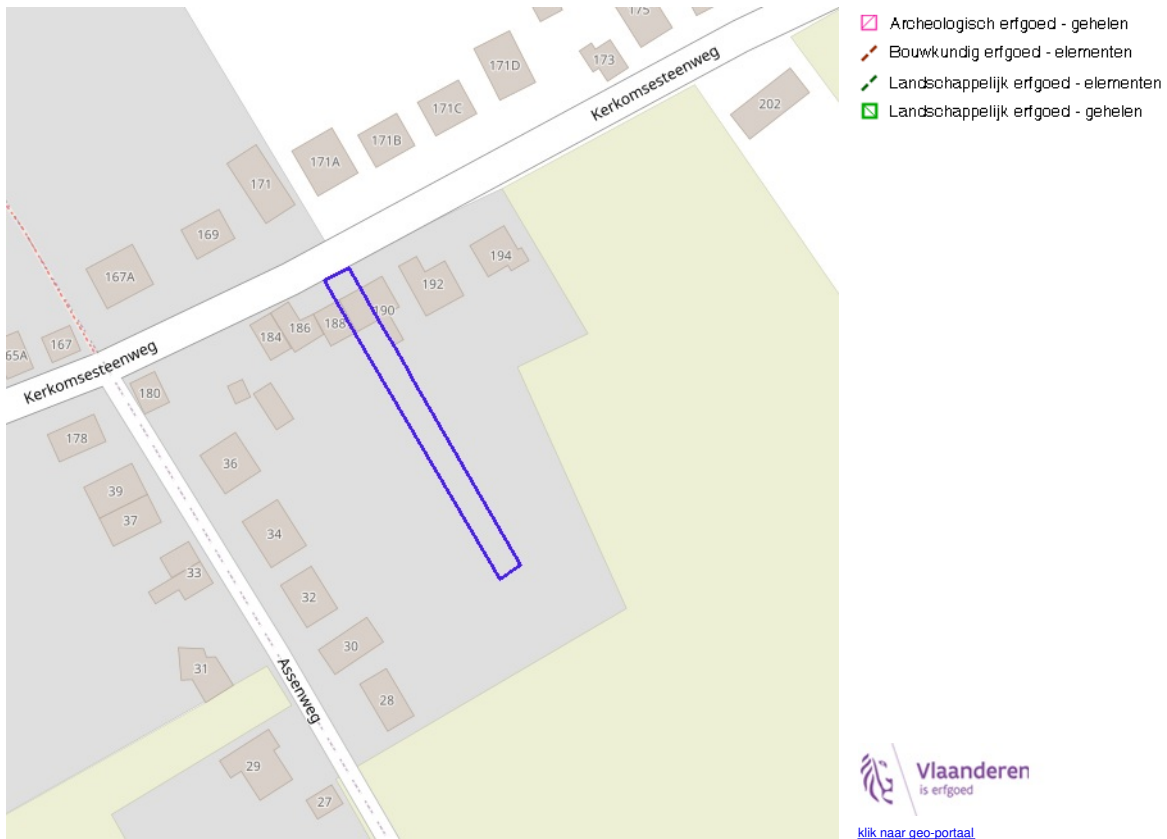 175
171D
173
Kerkomsesteenweg
202
171C
171B
171A
171
169
167A
194
192
190
188
186
184
167
65A
Kerkomsesteenweg
180
178
36
39
37
34
33
32
30
31
28
Assenweg
29
27
Archeologisch erfgoed - gehelen
Bouwkundig erfgoed - elementen
Landschappelijk erfgoed - elementen
Landschappelijk erfgoed - gehelen
Vlaanderen
is erfgoed
klik naar geo-portaal